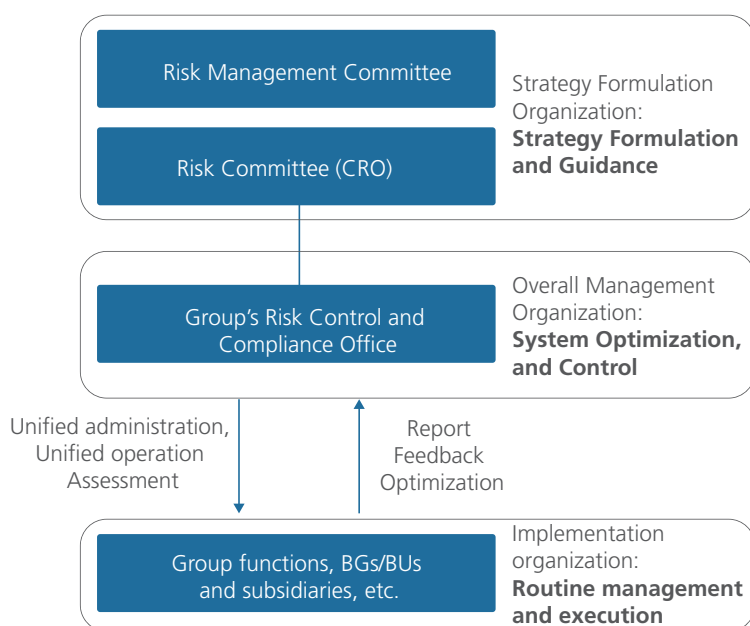 Risk Management Committee
Risk Committee (CRO)
Strategy Formulation
Organization:
Strategy Formulation
and Guidance
Group’s Risk Control and
Compliance Office
Overall Management
Organization:
System Optimization,
and Control
Unified administration,
Unified operation
Assessment
Report
Feedback
Optimization
Group functions, BGs/BUs
and subsidiaries, etc.
Implementation
organization:
Routine management
and execution